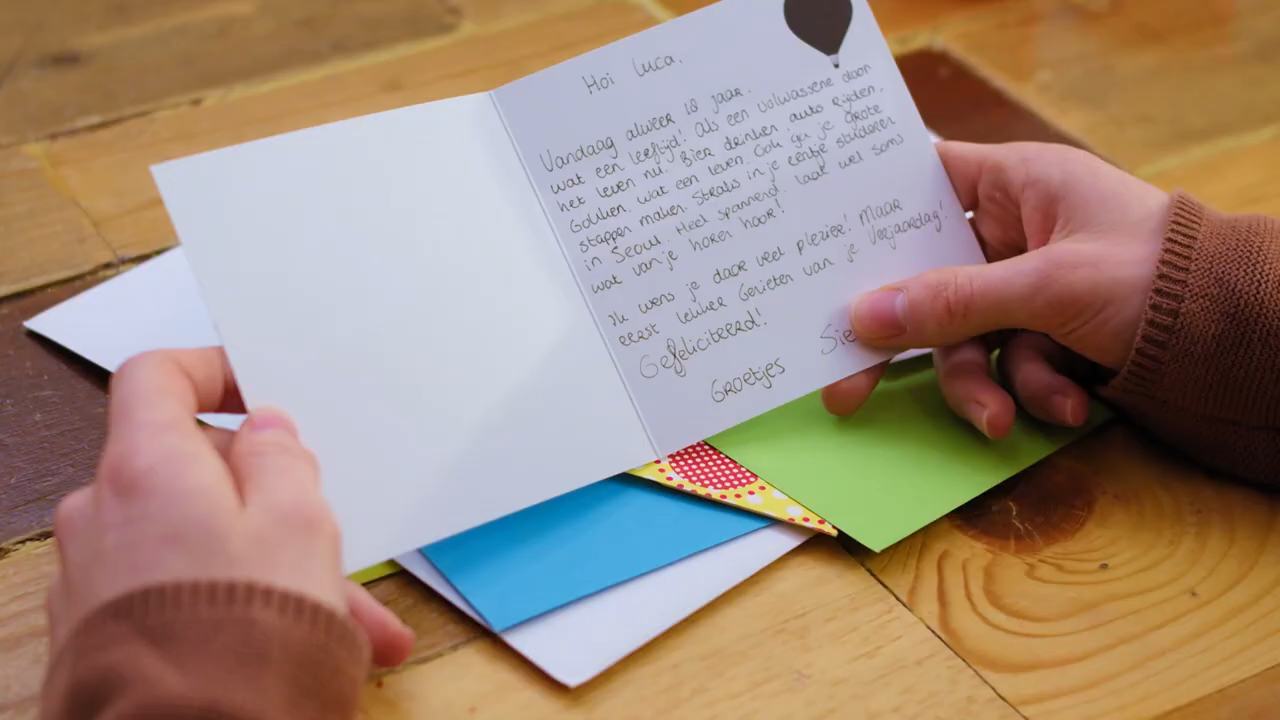 Hoi Luca,
Vandaag alweer 18 jaar.
wat een leeftijd! Als een volwassene door
het leven nu. Bier drinken, auto rijden.
Gokken. wat een leven. Ook ga je grote
stappen maken. Straks in je eentje studeren
in Seoul. Heel spannend. Laat wel soms
wat van je horen hoor!
Ik wens je daar veel plezier! Maar
eerst lekker genieten van je Verjaardag!
Gefeliciteerd!
Groetjes Sie